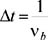 Δt = 1/ν_b